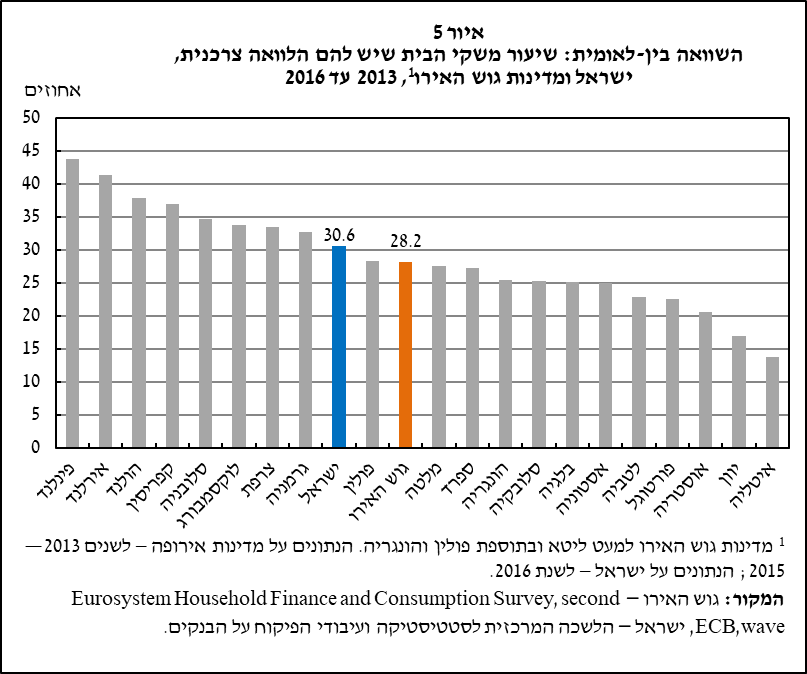 איור 5
השוואה בין-לאומית: שיעור משקי הבית שיש להם הלוואה צרכנית,
ישראל ומדינות גוש האירו¹, 2013 עד 2016
אחוזים
50
45
40
35
30
25
20
15
10
5
0
30.6
28.2
פינלנד
אירלנד
הולנד
קפריסין
סלובניה
לוקסמבורג
צרפת
גרמניה
ישראל
פולין
גוש האירו
מלטה
ספרד
הונגריה
סלובקיה
בלגיה
אסטוניה
לטביה
פורטוגל
אוסטריה
יוון
איטליה
¹ מדינות גוש האירו למעט ליטא ובתוספת פולין והונגריה. הנתונים על מדינות אירופה – לשנים 2013—
2015 ; הנתונים על ישראל – לשנת 2016.
המקור: גוש האירו – Eurosystem Household Finance and Consumption Survey, second
ECB,wave, ישראל – הלשכה המרכזית לסטטיסטיקה ועיבודי הפיקוח על הבנקים.